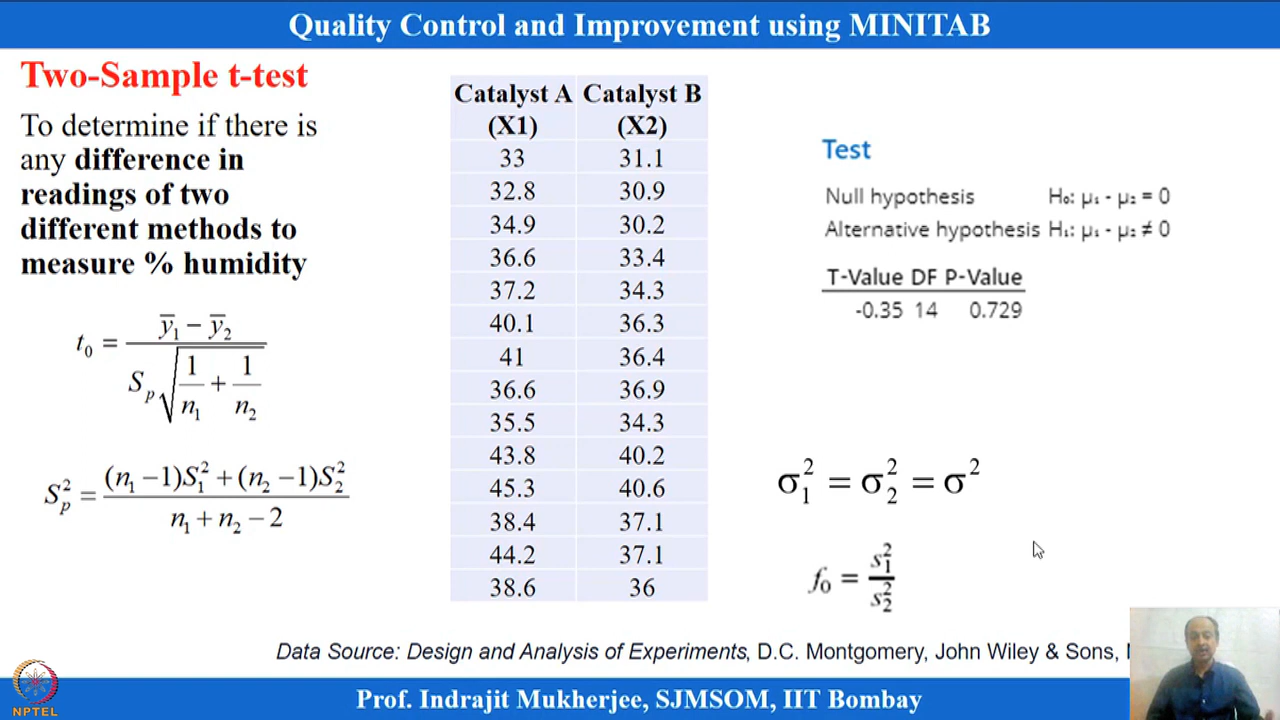 Quality Control and Improvement using MINITAB
Two-Sample t-test
To determine if there is
any difference in
readings of two
different methods to
measure % humidity
t₀ = (ȳ₁ − ȳ₂) / (Sₚ√(1/n₁ + 1/n₂))
Sₚ² = ((n₁ −1)S₁² + (n₂ −1)S₂²) / (n₁ + n₂ − 2)
Catalyst A Catalyst B
(X1) (X2)
33 31.1
32.8 30.9
34.9 30.2
36.6 33.4
37.2 34.3
40.1 36.3
41 36.4
36.6 36.9
35.5 34.3
43.8 40.2
45.3 40.6
38.4 37.1
44.2 37.1
38.6 36
Test
Null hypothesis H₀: μ₁ - μ₂ = 0
Alternative hypothesis H₁: μ₁ - μ₂ ≠ 0
T-Value DF P-Value
-0.35 14 0.729
σ₁² = σ₂² = σ²
f₀ = s₁² / s₂²
Data Source: Design and Analysis of Experiments, D.C. Montgomery, John Wiley & Sons,
NPTEL
Prof. Indrajit Mukherjee, SJMSOM, IIT Bombay